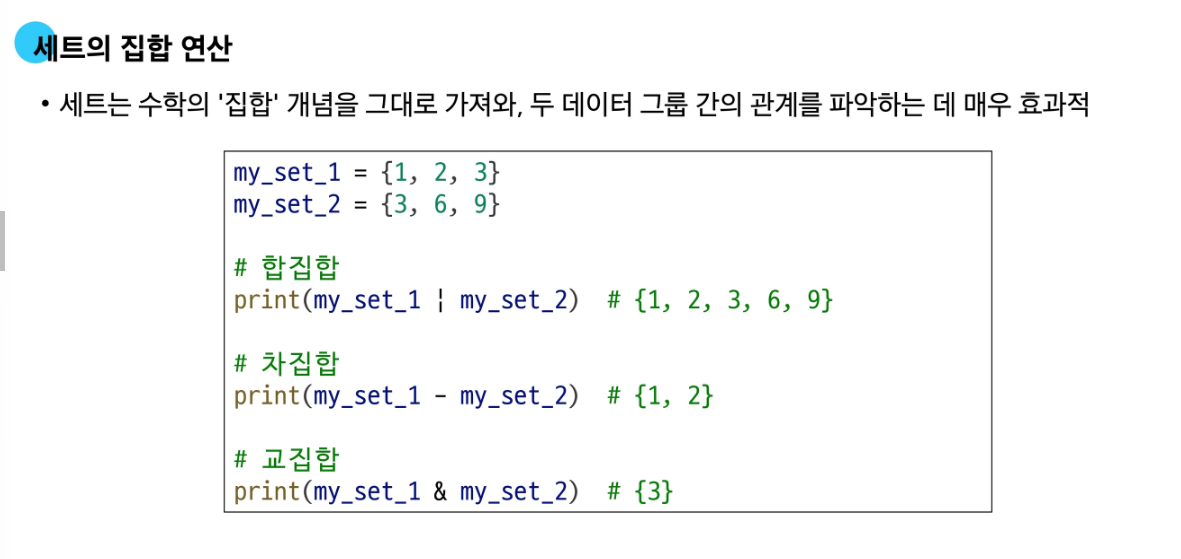 세트의 집합 연산
• 세트는 수학의 '집합' 개념을 그대로 가져와, 두 데이터 그룹 간의 관계를 파악하는 데 매우 효과적
my_set_1 = {1, 2, 3}
my_set_2 = {3, 6, 9}
# 합집합
print(my_set_1 | my_set_2)  # {1, 2, 3, 6, 9}
# 차집합
print(my_set_1 - my_set_2)  # {1, 2}
# 교집합
print(my_set_1 & my_set_2)  # {3}